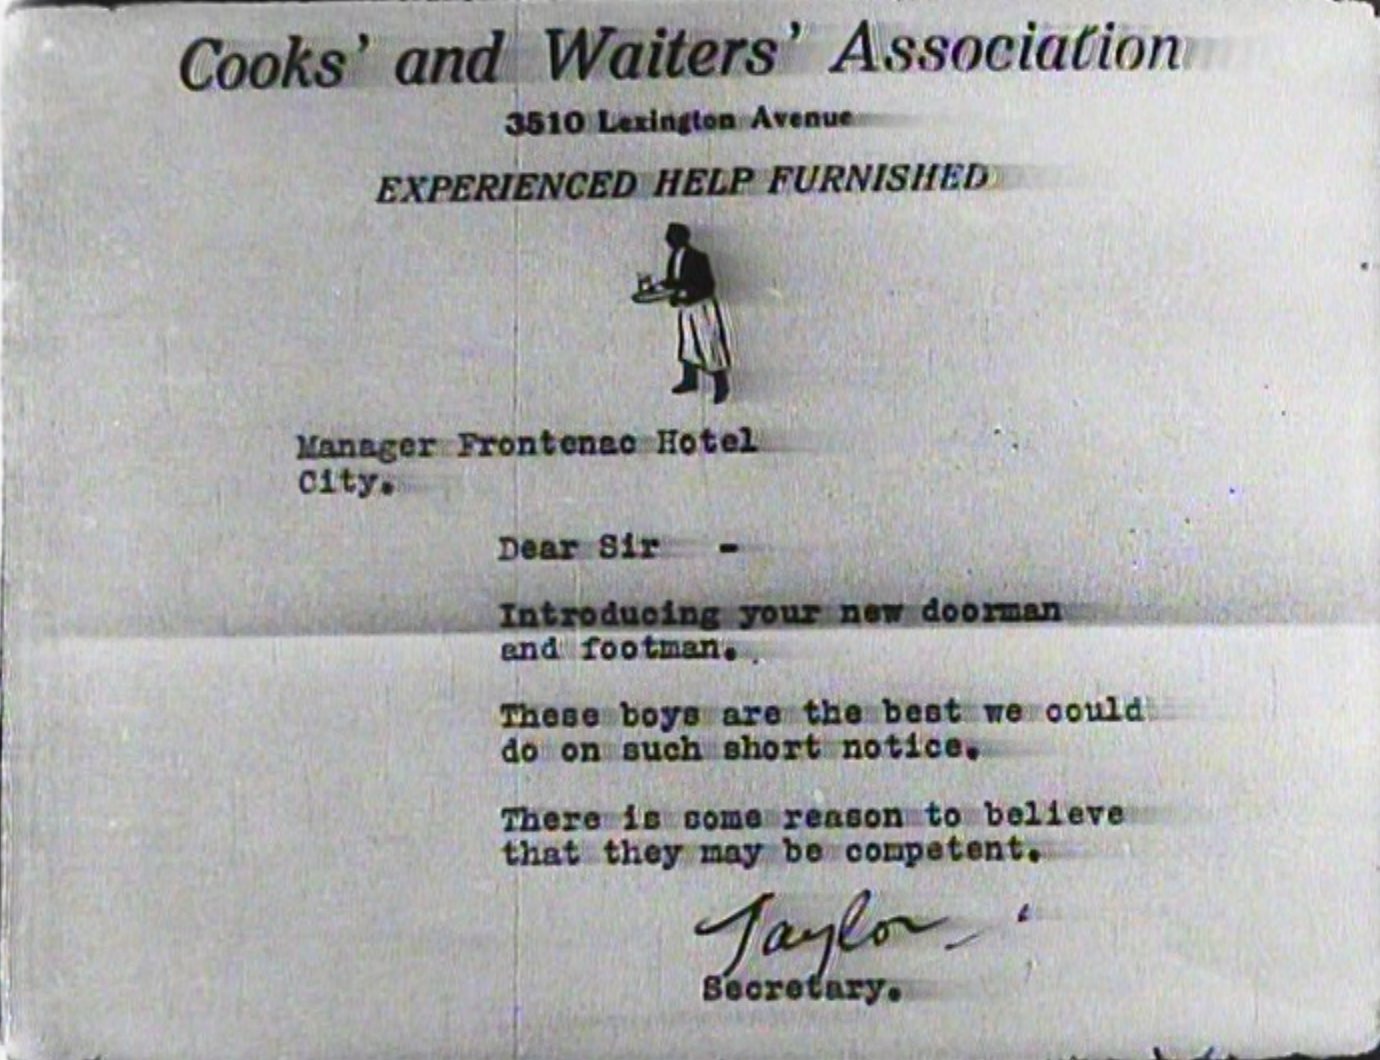 Cooks' and Waiters' Association
3510 Lexington Avenue
EXPERIENCED HELP FURNISHED
Manager Frontenac Hotel
City.
Dear Sir -
Introducing your new doorman
and footman.
These boys are the best we could
do on such short notice.
There is some reason to believe
that they may be competent.
Taylor
Secretary.